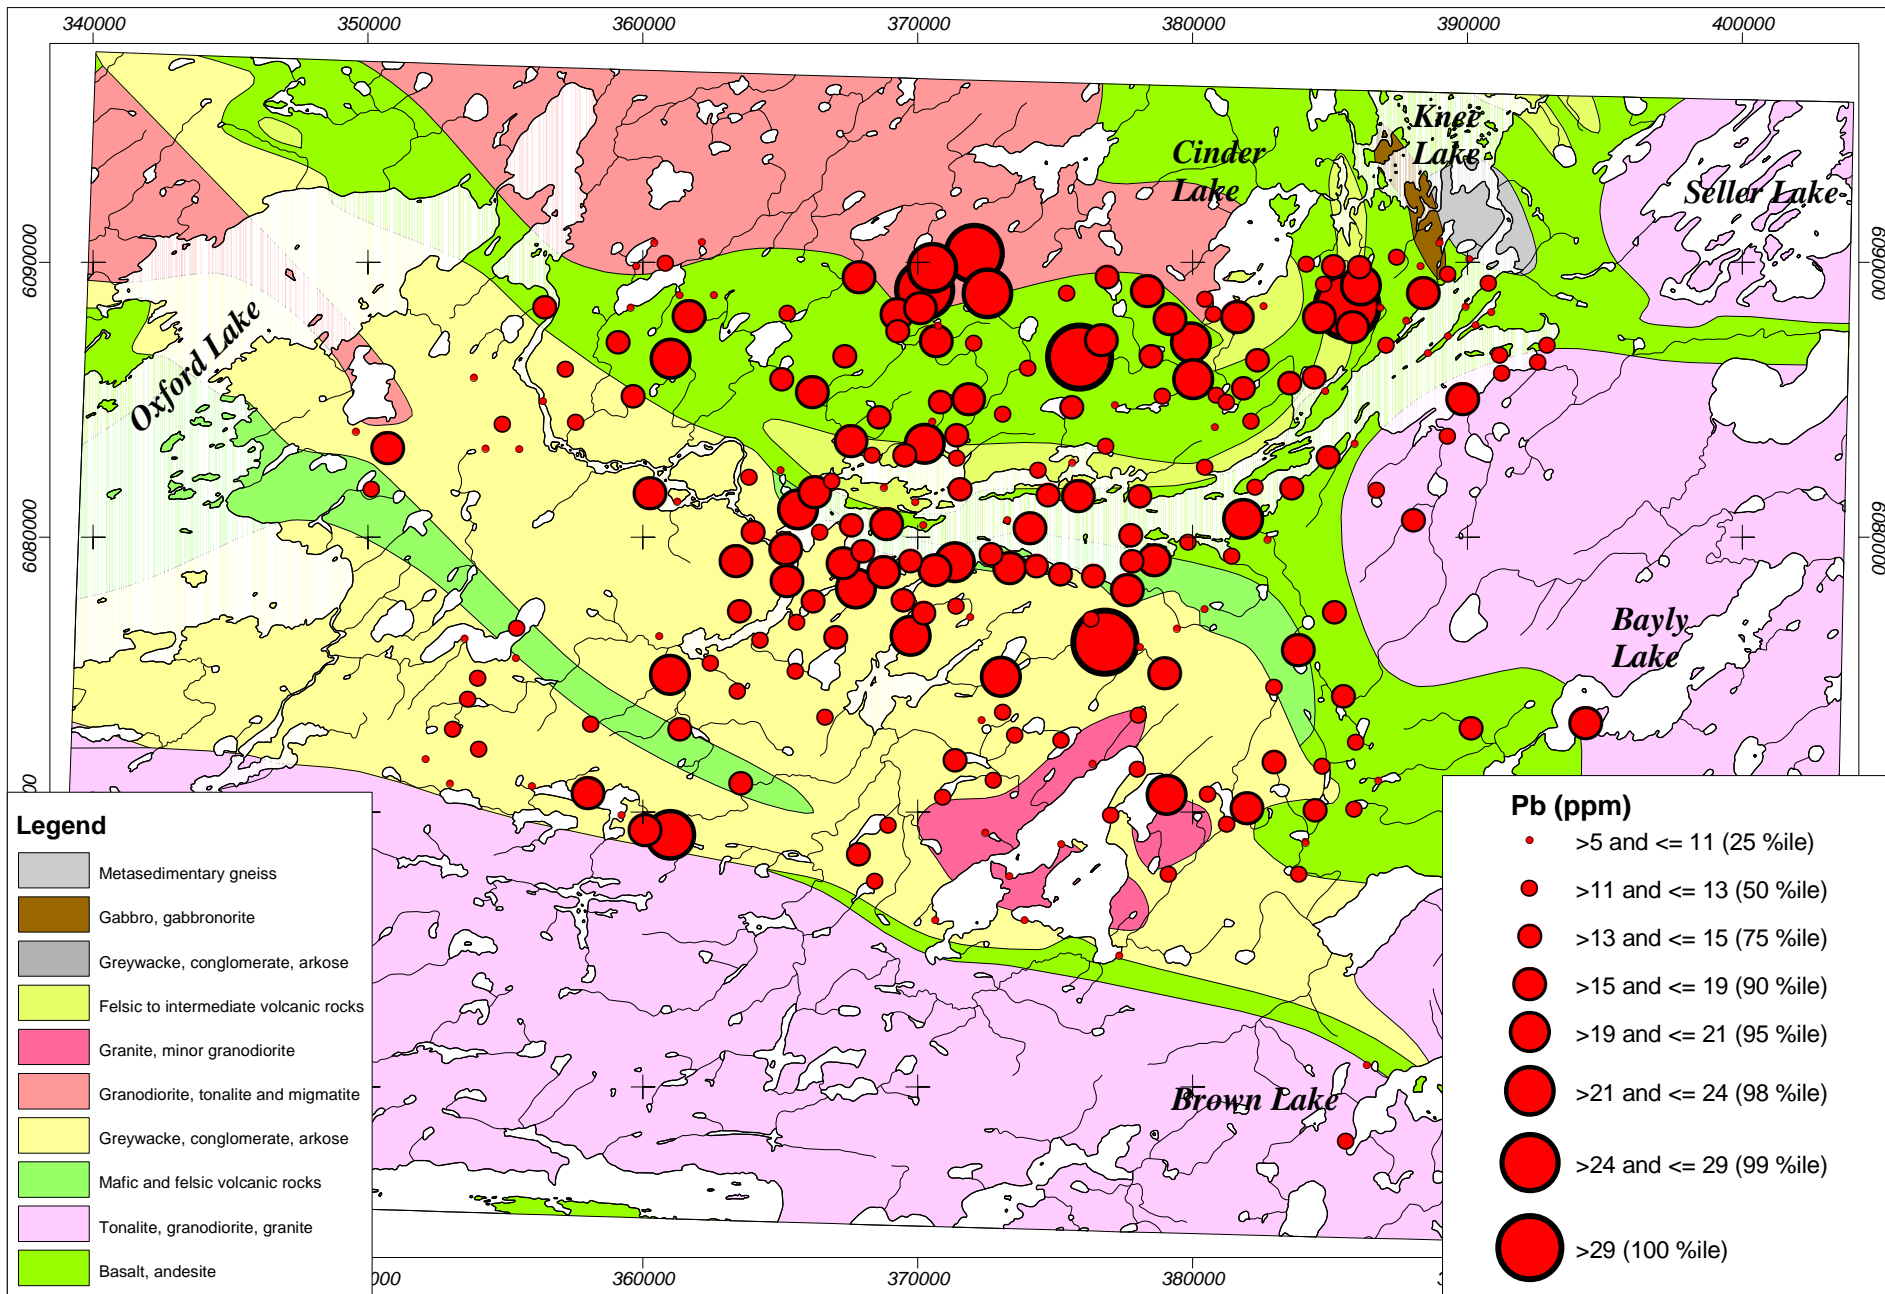 340000
350000
360000
370000
380000
390000
400000
6090000
6090000
Knee
Lake
Cinder
Lake
Seller Lake
Oxford Lake
6080000
6080000
Bayly
Lake
Brown Lake
Legend
Metasedimentary gneiss
Gabbro, gabbronorite
Greywacke, conglomerate, arkose
Felsic to intermediate volcanic rocks
Granite, minor granodiorite
Granodiorite, tonalite and migmatite
Greywacke, conglomerate, arkose
Mafic and felsic volcanic rocks
Tonalite, granodiorite, granite
Basalt, andesite
Pb (ppm)
>5 and <= 11 (25 %ile)
>11 and <= 13 (50 %ile)
>13 and <= 15 (75 %ile)
>15 and <= 19 (90 %ile)
>19 and <= 21 (95 %ile)
>21 and <= 24 (98 %ile)
>24 and <= 29 (99 %ile)
>29 (100 %ile)
360000
370000
380000